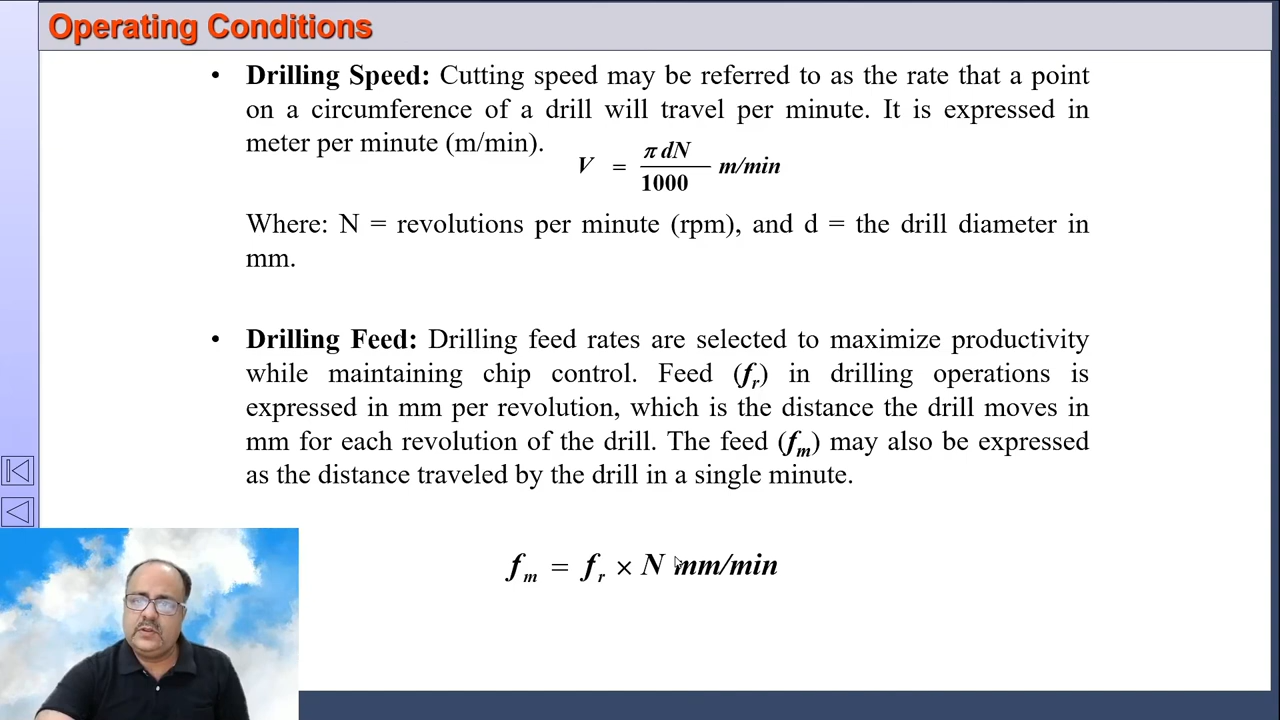 Operating Conditions
• Drilling Speed: Cutting speed may be referred to as the rate that a point
on a circumference of a drill will travel per minute. It is expressed in
meter per minute (m/min).
V = π dN / 1000 m/min
Where: N = revolutions per minute (rpm), and d = the drill diameter in
mm.
• Drilling Feed: Drilling feed rates are selected to maximize productivity
while maintaining chip control. Feed (fr) in drilling operations is
expressed in mm per revolution, which is the distance the drill moves in
mm for each revolution of the drill. The feed (fm) may also be expressed
as the distance traveled by the drill in a single minute.
fm = fr × N mm/min